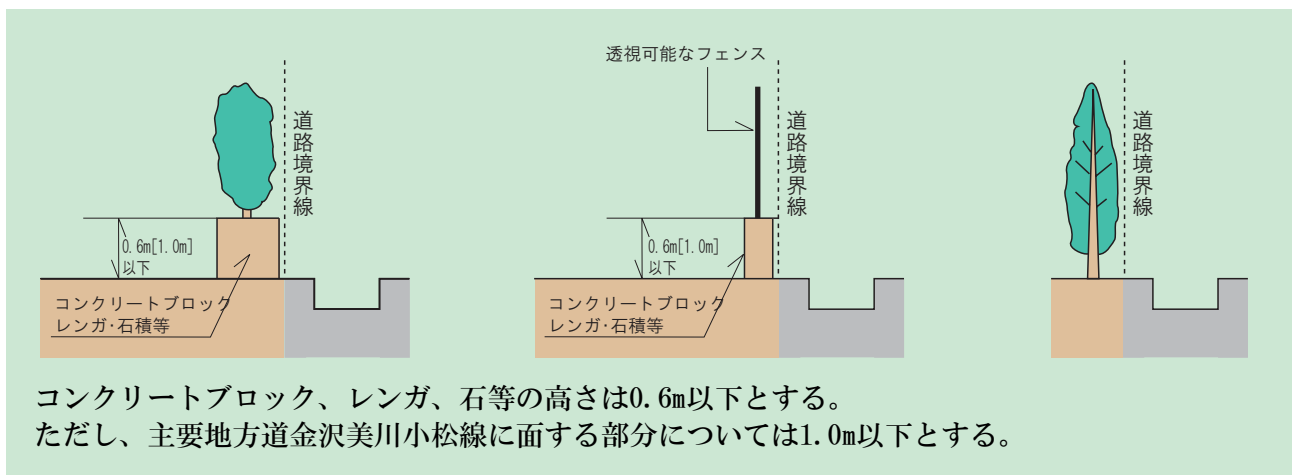 道路境界線
0.6m[1.0m]
以下
コンクリートブロック
レンガ・石積等
透視可能なフェンス
道路境界線
0.6m[1.0m]
以下
コンクリートブロック
レンガ・石積等
道路境界線
コンクリートブロック、レンガ、石等の高さは0.6m以下とする。
ただし、主要地方道金沢美川小松線に面する部分については1.0m以下とする。